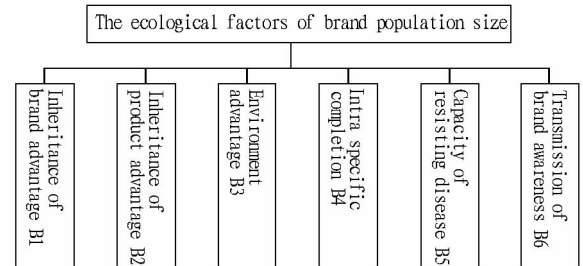 The ecological factors of brand population size
Inheritance of
brand advantage B1
Inheritance of
product advantage B2
Environment
advantage B3
Intra specific
completion B4
Capacity of
resisting disease B5
Transmission of
brand awareness B6